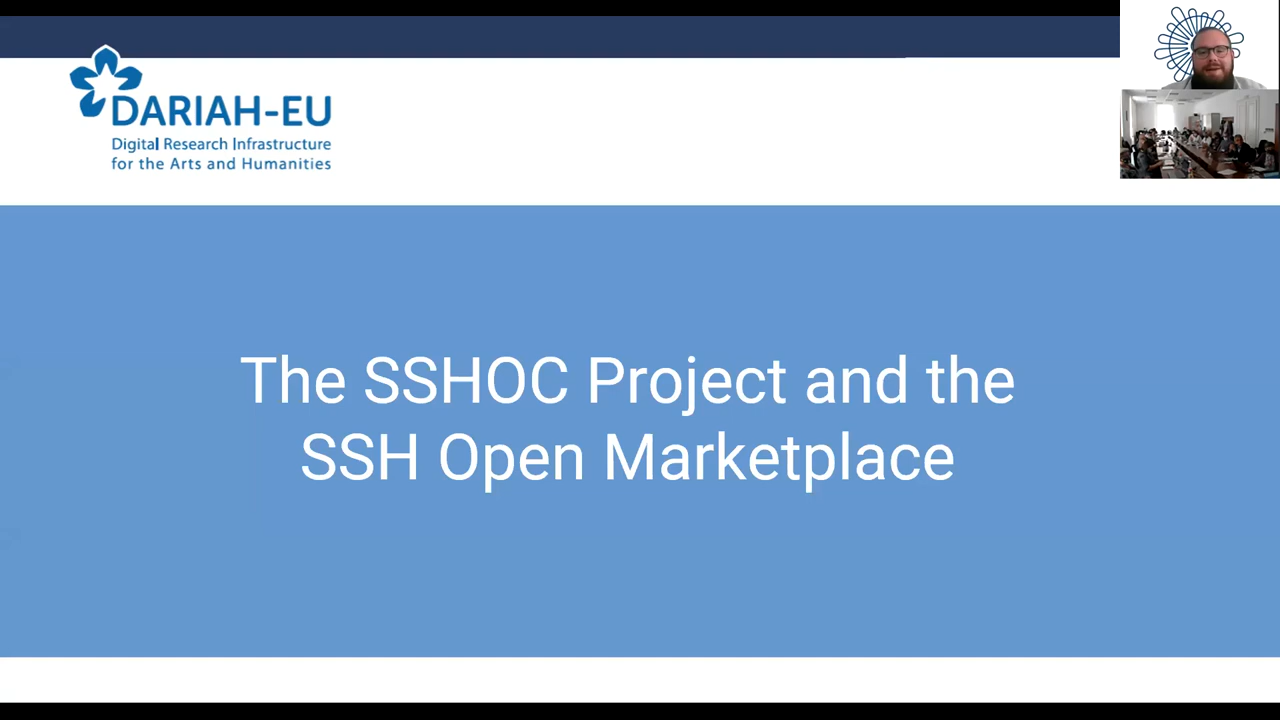 DARIAH-EU
Digital Research Infrastructure
for the Arts and Humanities
The SSHOC Project and the
SSH Open Marketplace